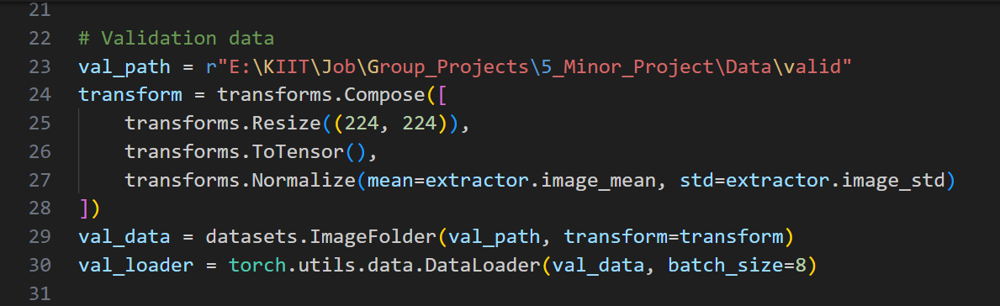 21
22 # Validation data
23 val_path = r"E:\KIIT\Job\Group_Projects\5_Minor_Project\Data\valid"
24 transform = transforms.Compose([
25     transforms.Resize((224, 224)),
26     transforms.ToTensor(),
27     transforms.Normalize(mean=extractor.image_mean, std=extractor.image_std)
28 ])
29 val_data = datasets.ImageFolder(val_path, transform=transform)
30 val_loader = torch.utils.data.DataLoader(val_data, batch_size=8)
31